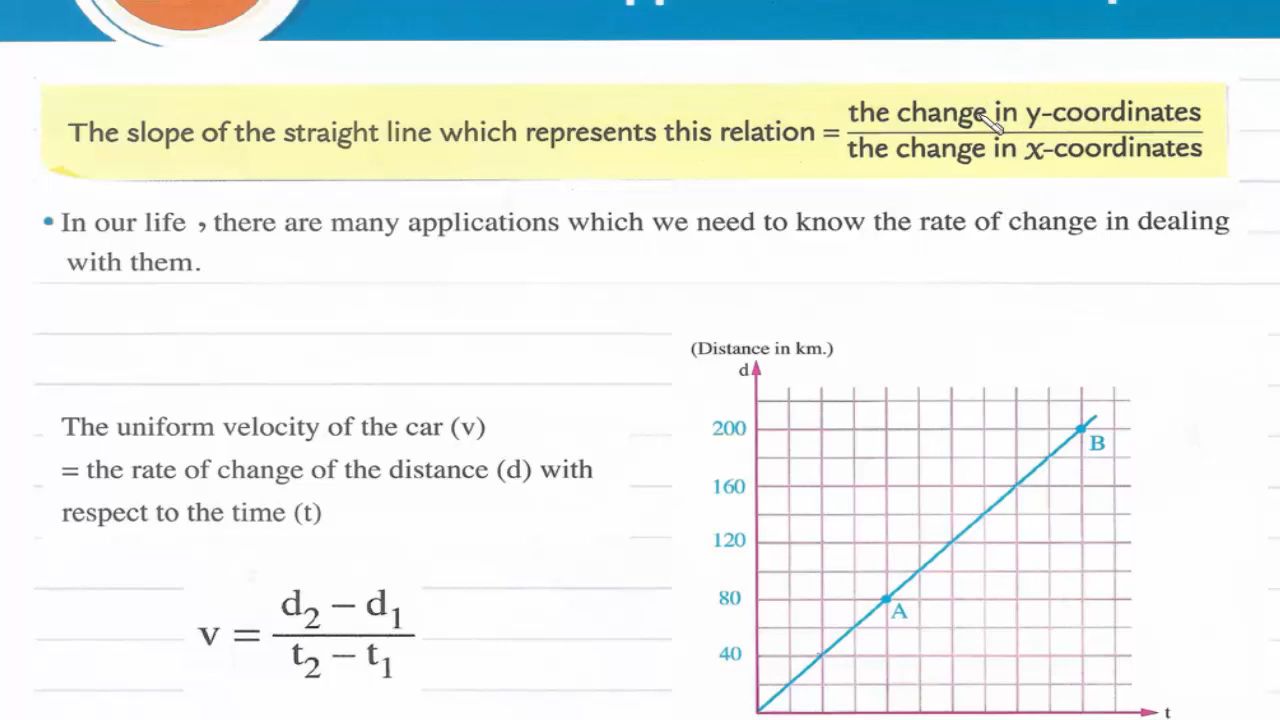 The slope of the straight line which represents this relation = the change in y-coordinates / the change in x-coordinates
• In our life , there are many applications which we need to know the rate of change in dealing
with them.
The uniform velocity of the car (v)
= the rate of change of the distance (d) with
respect to the time (t)
v = d₂ − d₁ / t₂ − t₁
(Distance in km.)
d
200
B
160
120
80
A
40
t